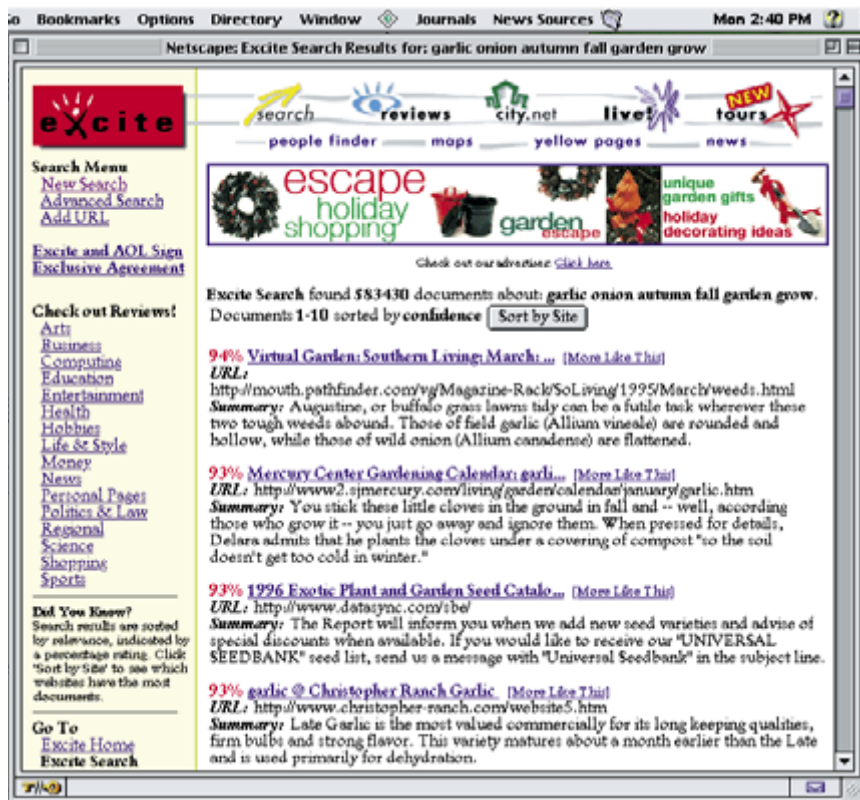 Bookmarks Options Directory Window Journals News Sources Mon 2:40 PM
Netscape: Excite Search Results for: garlic onion autumn fall garden grow
excite
search reviews city.net live! NEW tours
people finder maps yellow pages news
Search Menu
New Search
Advanced Search
Add URL
Excite and AOL Sign
Exclusive Agreement
Check out Reviews!
Arts
Business
Computing
Education
Entertainment
Health
Hobbies
Life & Style
Money
News
Personal Pages
Politics & Law
Regional
Science
Shopping
Sports
Did You Know?
Search results are sorted
by relevance, indicated by
a percentage rating. Click
'Sort by Site' to see which
websites have the most
documents.
Go To
Excite Home
Excite Search
escape
holiday
shopping
garden
escape
unique
garden gifts
holiday
decorating ideas
Check out our advertiser: Click here.
Excite Search found 583430 documents about: garlic onion autumn fall garden grow.
Documents 1-10 sorted by confidence Sort by Site
94% Virtual Garden: Southern Living: March: ... [More Like This]
URL:
http://mouth.pathfinder.com/vg/Magazine-Rack/SoLiving/1995/March/weeds.html
Summary: Augustine, or buffalo grass lawns tidy can be a futile task wherever these
two tough weeds abound. Those of field garlic (Allium vineale) are rounded and
hollow, while those of wild onion (Allium canadense) are flattened.
93% Mercury Center Gardening Calendar: garli... [More Like This]
URL: http://www2.sjmercury.com/living/garden/calendar/january/garlic.htm
Summary: You stick these little cloves in the ground in fall and -- well, according
those who grow it -- you just go away and ignore them. When pressed for details,
Delara admits that he plants the cloves under a covering of compost "so the soil
doesn't get too cold in winter."
93% 1996 Exotic Plant and Garden Seed Catalo... [More Like This]
URL: http://www.datasync.com/sbe/
Summary: The Report will inform you when we add new seed varieties and advise of
special discounts when available. If you would like to receive our "UNIVERSAL
SEEDBANK" seed list, send us a message with "Universal Seedbank" in the subject line.
93% garlic @ Christopher Ranch Garlic [More Like This]
URL: http://www.christopher-ranch.com/website5.htm
Summary: Late Garlic is the most valued commercially for its long keeping qualities,
firm bulbs and strong flavor. This variety matures about a month earlier than the Late
and is used primarily for dehydration.